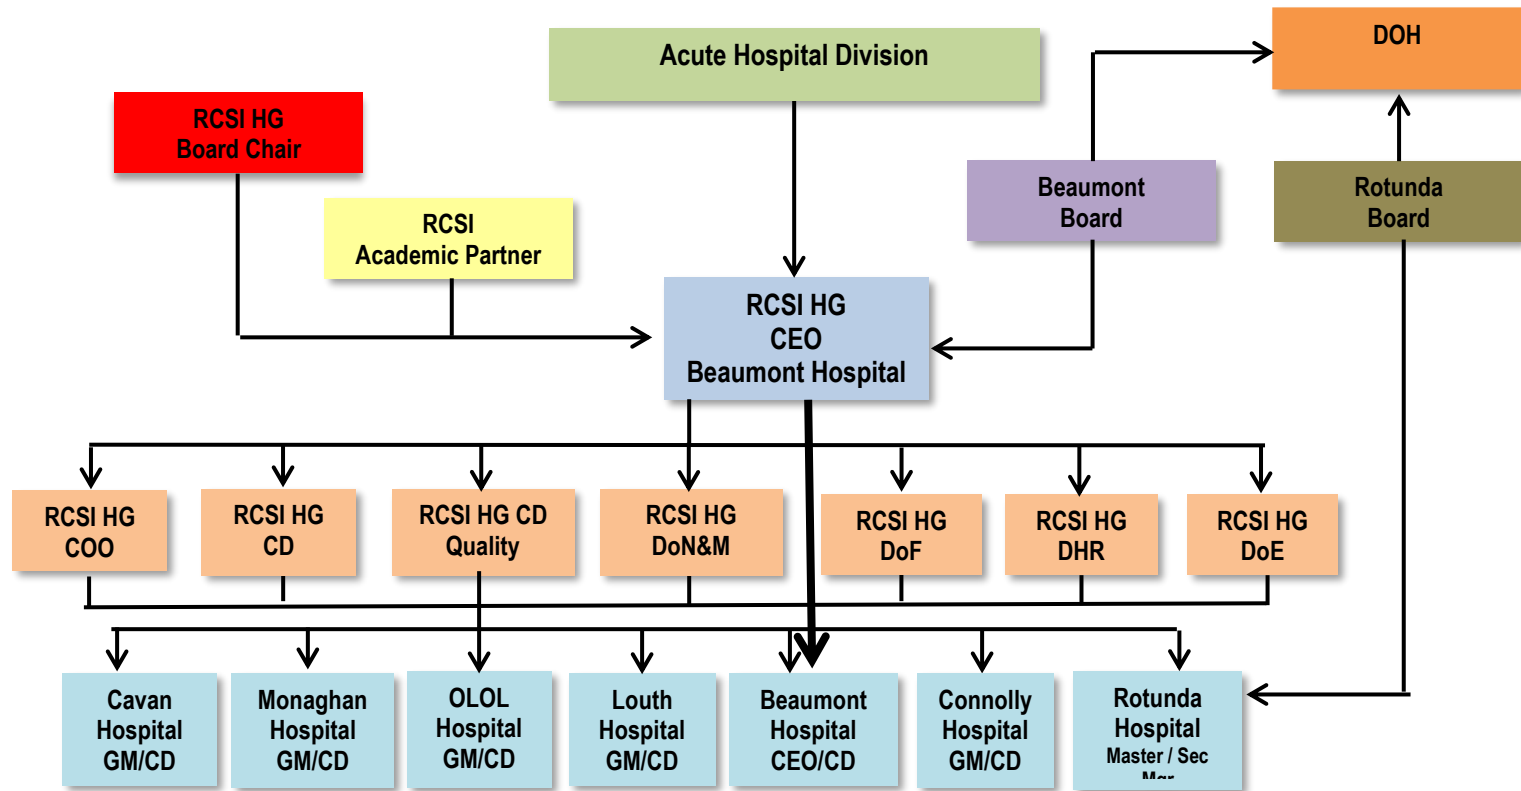 Acute Hospital Division
DOH
RCSI HG
Board Chair
Beaumont
Board
Rotunda
Board
RCSI
Academic Partner
RCSI HG
CEO
Beaumont Hospital
RCSI HG
COO
RCSI HG
CD
RCSI HG CD
Quality
RCSI HG
DoN&M
RCSI HG
DoF
RCSI HG
DHR
RCSI HG
DoE
Cavan
Hospital
GM/CD
Monaghan
Hospital
GM/CD
OLOL
Hospital
GM/CD
Louth
Hospital
GM/CD
Beaumont
Hospital
CEO/CD
Connolly
Hospital
GM/CD
Rotunda
Hospital
Master / Sec